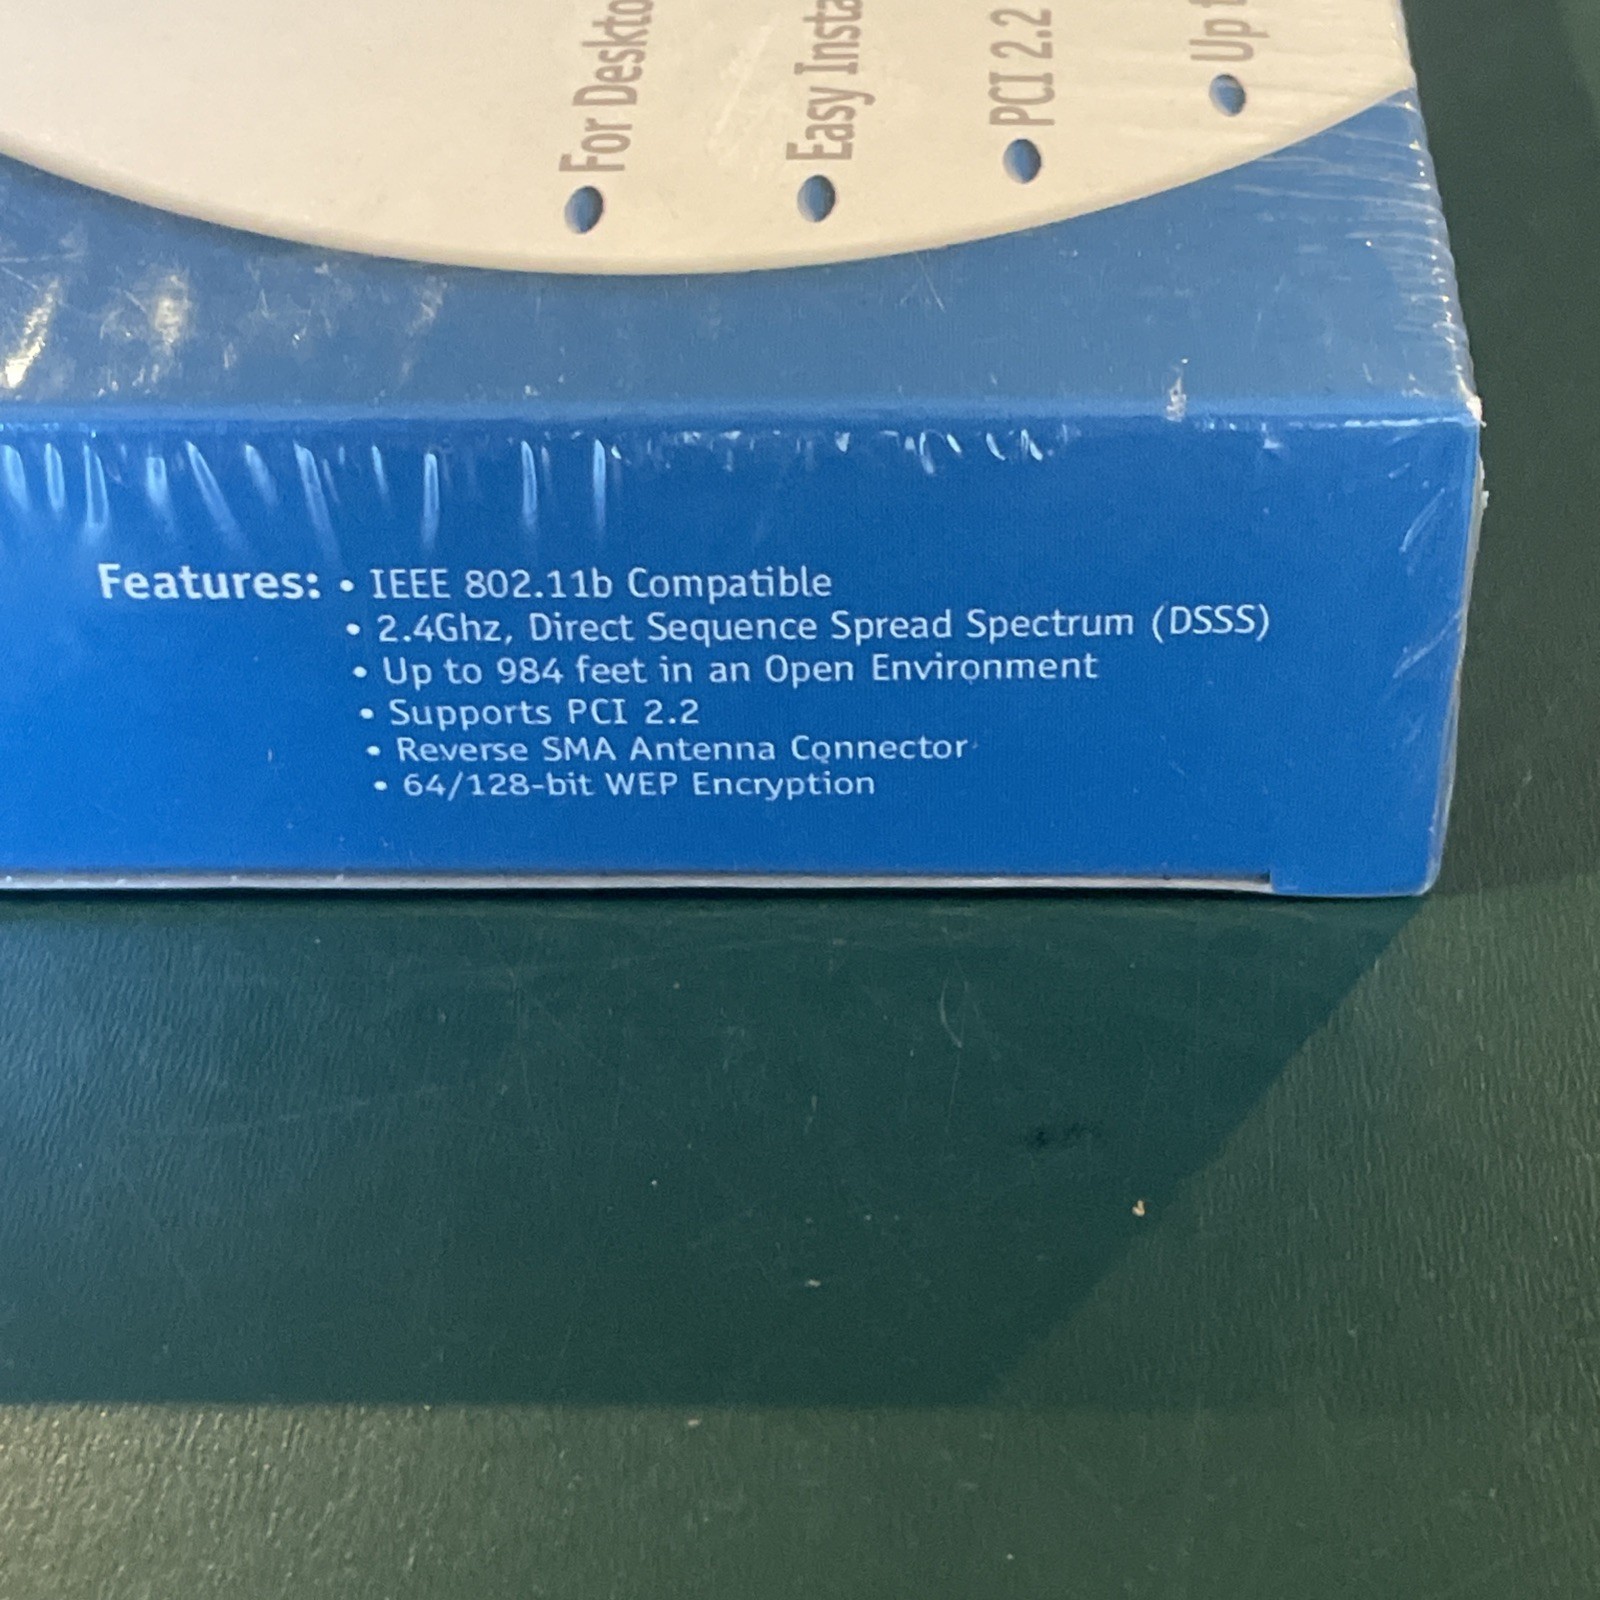 For
Easy
PCI 2.2
Up
Features: • IEEE 802.11b Compatible
• 2.4Ghz, Direct Sequence Spread Spectrum (DSSS)
• Up to 984 feet in an Open Environment
• Supports PCI 2.2
• Reverse SMA Antenna Connector
• 64/128-bit WEP Encryption